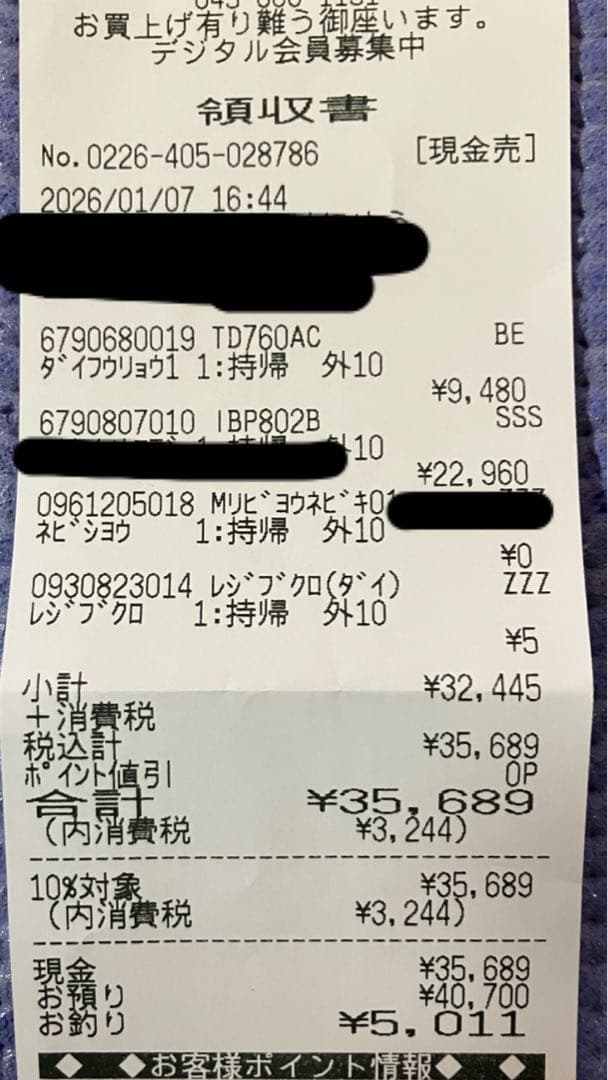 お買上げ有り難う御座います。
デジタル会員募集中
領収書
No.0226-405-028786 [現金売]
2026/01/07 16:44
6790680019 TD760AC BE
ﾀﾞｲﾌｳﾘｮｳ1 1:持帰 外10
¥9,480
6790807010 IBP802B SSS
外10
¥22,960
0961205018 Mﾘﾋﾞﾖｳﾈﾋﾞｷ01
ﾈﾋﾞｼﾖｳ 1:持帰 外10
¥0
0930823014 ﾚｼﾞﾌﾞｸﾛ(ﾀﾞｲ) ZZZ
ﾚｼﾞﾌﾞｸﾛ 1:持帰 外10
¥5
小計 ¥32,445
+消費税
税込計 ¥35,689
ﾎﾟｲﾝﾄ値引 0P
合計 ¥35,689
(内消費税 ¥3,244)
10%対象 ¥35,689
(内消費税 ¥3,244)
現金 ¥35,689
お預り ¥40,700
お釣り ¥5,011
◆ ◆お客様ポイント情報◆ ◆